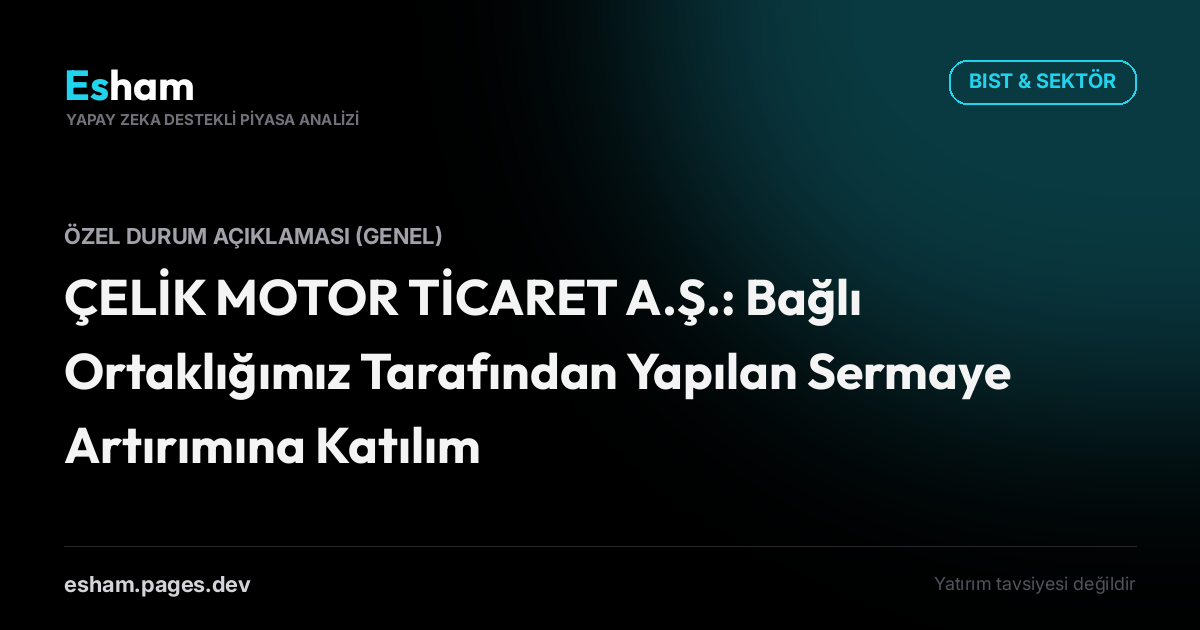 Esham
BIST & SEKTÖR
YAPAY ZEKA DESTEKLİ PİYASA ANALİZİ
ÖZEL DURUM AÇIKLAMASI (GENEL)
ÇELİK MOTOR TİCARET A.Ş.: Bağlı
Ortaklığımız Tarafından Yapılan Sermaye
Artırımına Katılım
esham.pages.dev
Yatırım tavsiyesi değildir